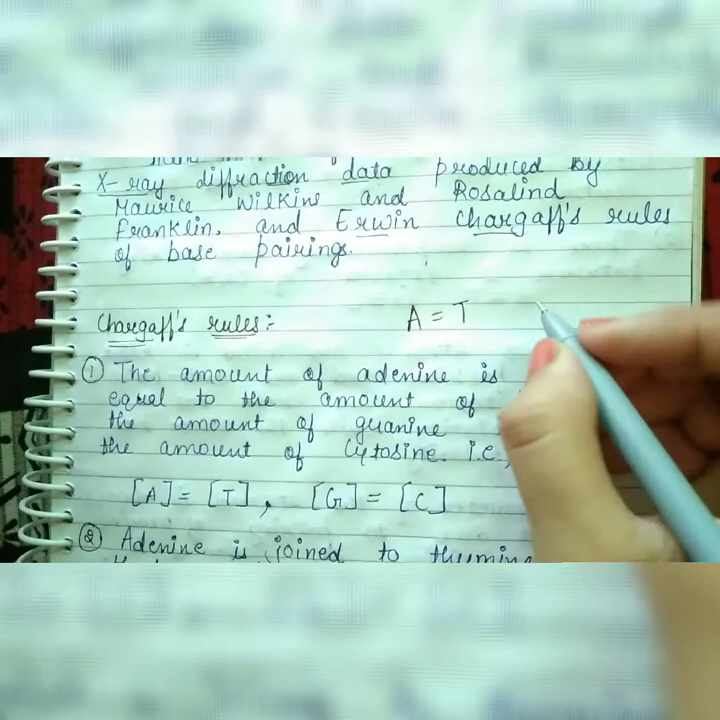 X-ray diffraction data produced by
Maurice Wilkins and Rosalind
Franklin, and Erwin Chargaff's rules
of base pairings.
Chargaff's rules:- A = T
① The amount of adenine is
equal to the amount of
the amount of guanine
the amount of Cytosine i.e,
[A] = [T], [G] = [C]
② Adenine is joined to